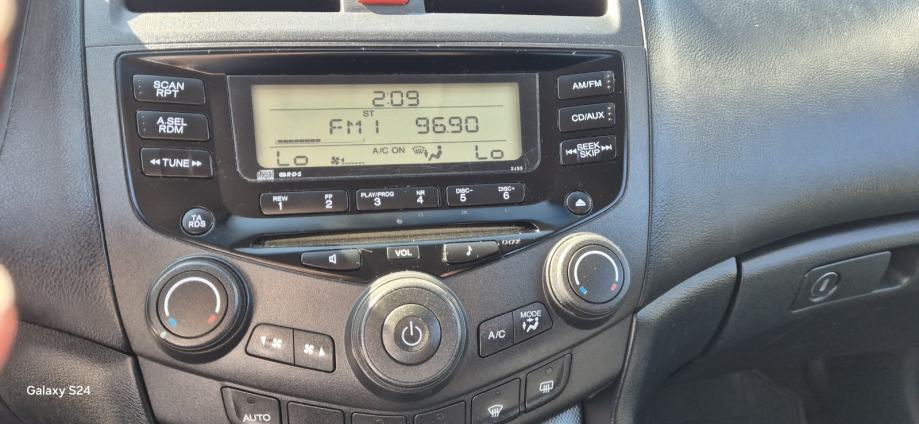 2:09
ST
FM1 96.90
A/C ON
Lo Lo
SCAN
RPT
A.SEL
RDM
TUNE
TA
RDS
AM/FM
CD/AUX
SEEK
SKIP
R·D·S
REW
1
FF
2
PLAY/PROG
3
NR
4
DISC-
5
DISC+
6
VOL
A/C
MODE
AUTO
Galaxy S24